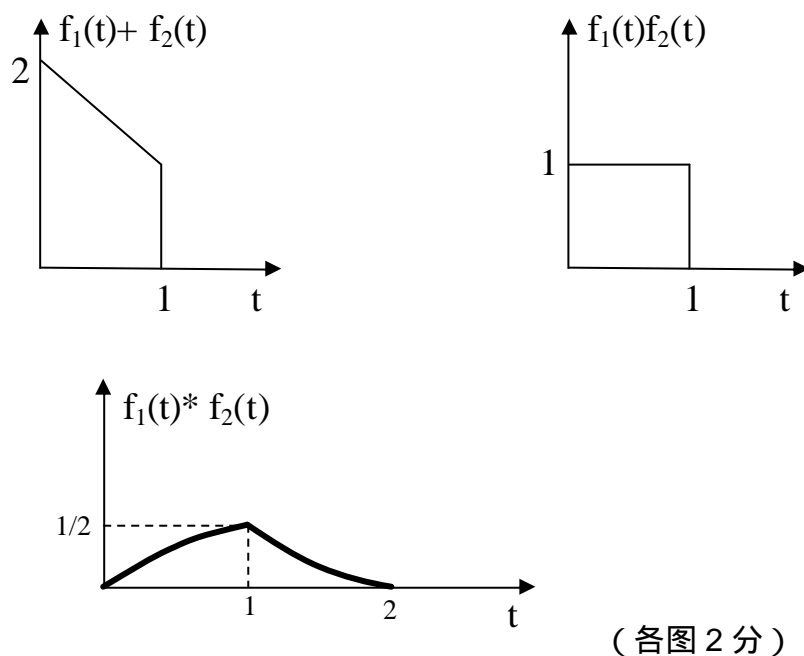 f₁(t)+ f₂(t)
2
1
t
f₁(t)f₂(t)
1
1
t
f₁(t)* f₂(t)
1/2
1
2
t
（各图 2 分）